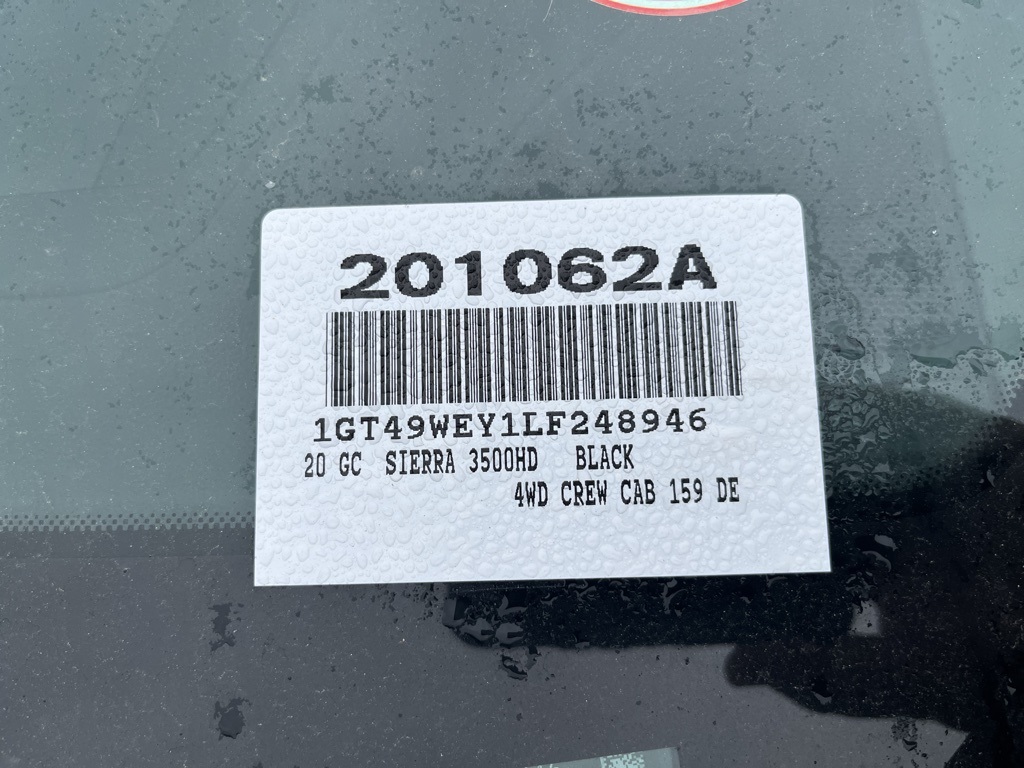 201062A
1GT49WEY1LF248946
20 GC SIERRA 3500HD BLACK
4WD CREW CAB 159 DE